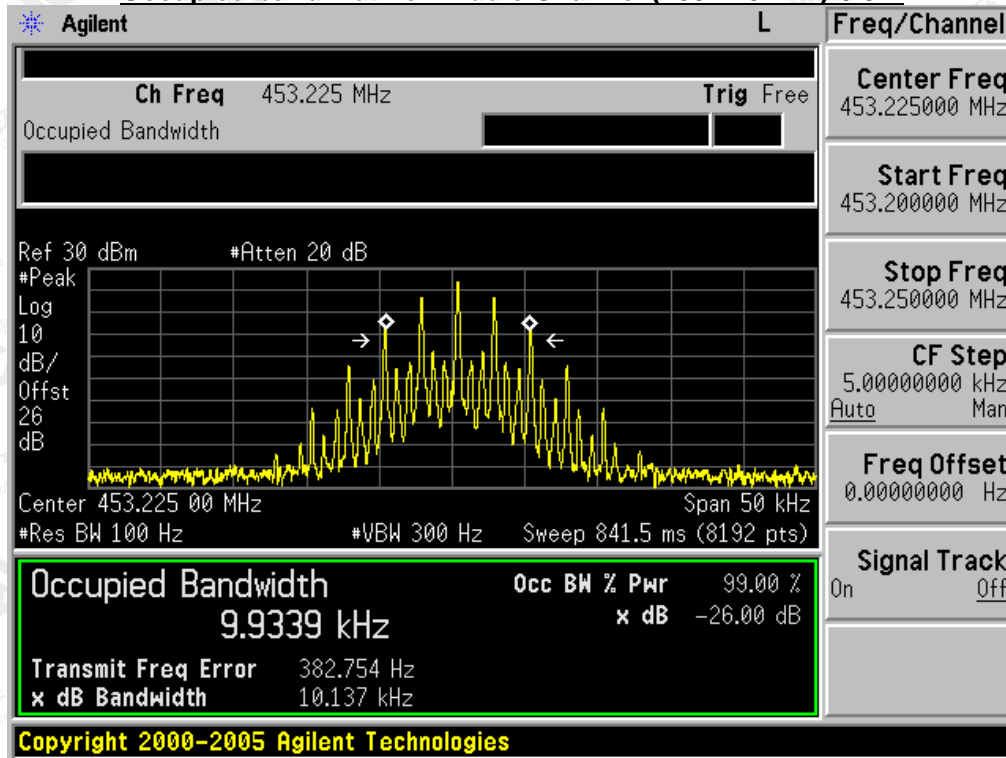 Agilent L
Freq/Channel
Ch Freq 453.225 MHz Trig Free
Occupied Bandwidth
Center Freq
453.225000 MHz
Start Freq
453.200000 MHz
Stop Freq
453.250000 MHz
CF Step
5.00000000 kHz
Auto Man
Freq Offset
0.00000000 Hz
Signal Track
On Off
Ref 30 dBm #Atten 20 dB
#Peak
Log
10
dB/
Offst
26
dB
Center 453.225 00 MHz Span 50 kHz
#Res BW 100 Hz #VBW 300 Hz Sweep 841.5 ms (8192 pts)
Occupied Bandwidth Occ BW % Pwr 99.00 %
9.9339 kHz x dB -26.00 dB
Transmit Freq Error 382.754 Hz
x dB Bandwidth 10.137 kHz
Copyright 2000-2005 Agilent Technologies